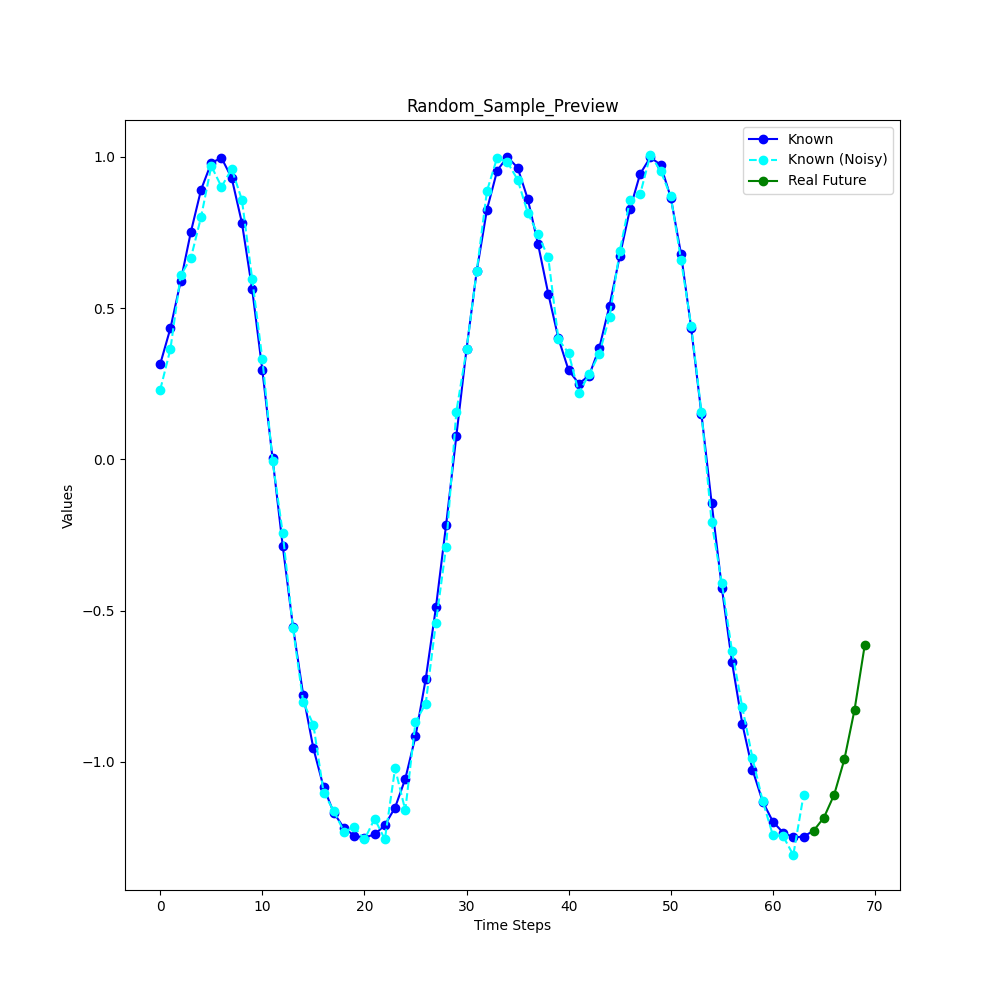 Random_Sample_Preview
Known
Known (Noisy)
Real Future
1.0
0.5
0.0
−0.5
−1.0
Values
0 10 20 30 40 50 60 70
Time Steps